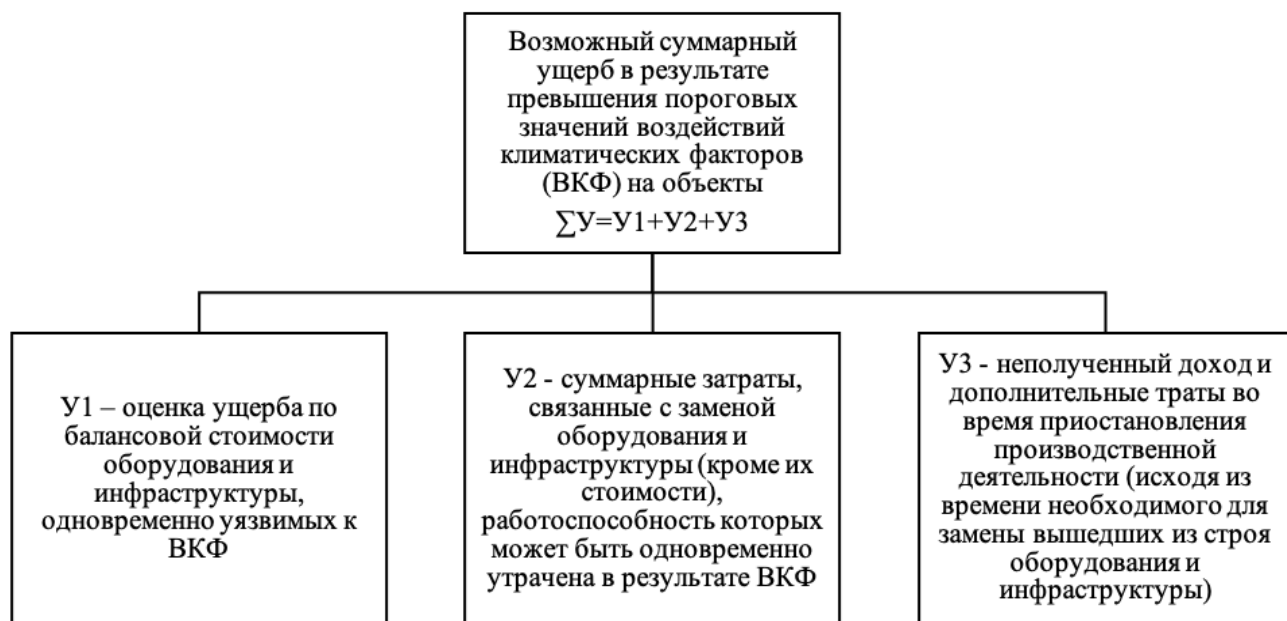 Возможный суммарный
ущерб в результате
превышения пороговых
значений воздействий
климатических факторов
(ВКФ) на объекты
∑У=У1+У2+У3
У1 – оценка ущерба по
балансовой стоимости
оборудования и
инфраструктуры,
одновременно уязвимых к
ВКФ
У2 - суммарные затраты,
связанные с заменой
оборудования и
инфраструктуры (кроме их
стоимости),
работоспособность которых
может быть одновременно
утрачена в результате ВКФ
У3 - неполученный доход и
дополнительные траты во
время приостановления
производственной
деятельности (исходя из
времени необходимого для
замены вышедших из строя
оборудования и
инфраструктуры)